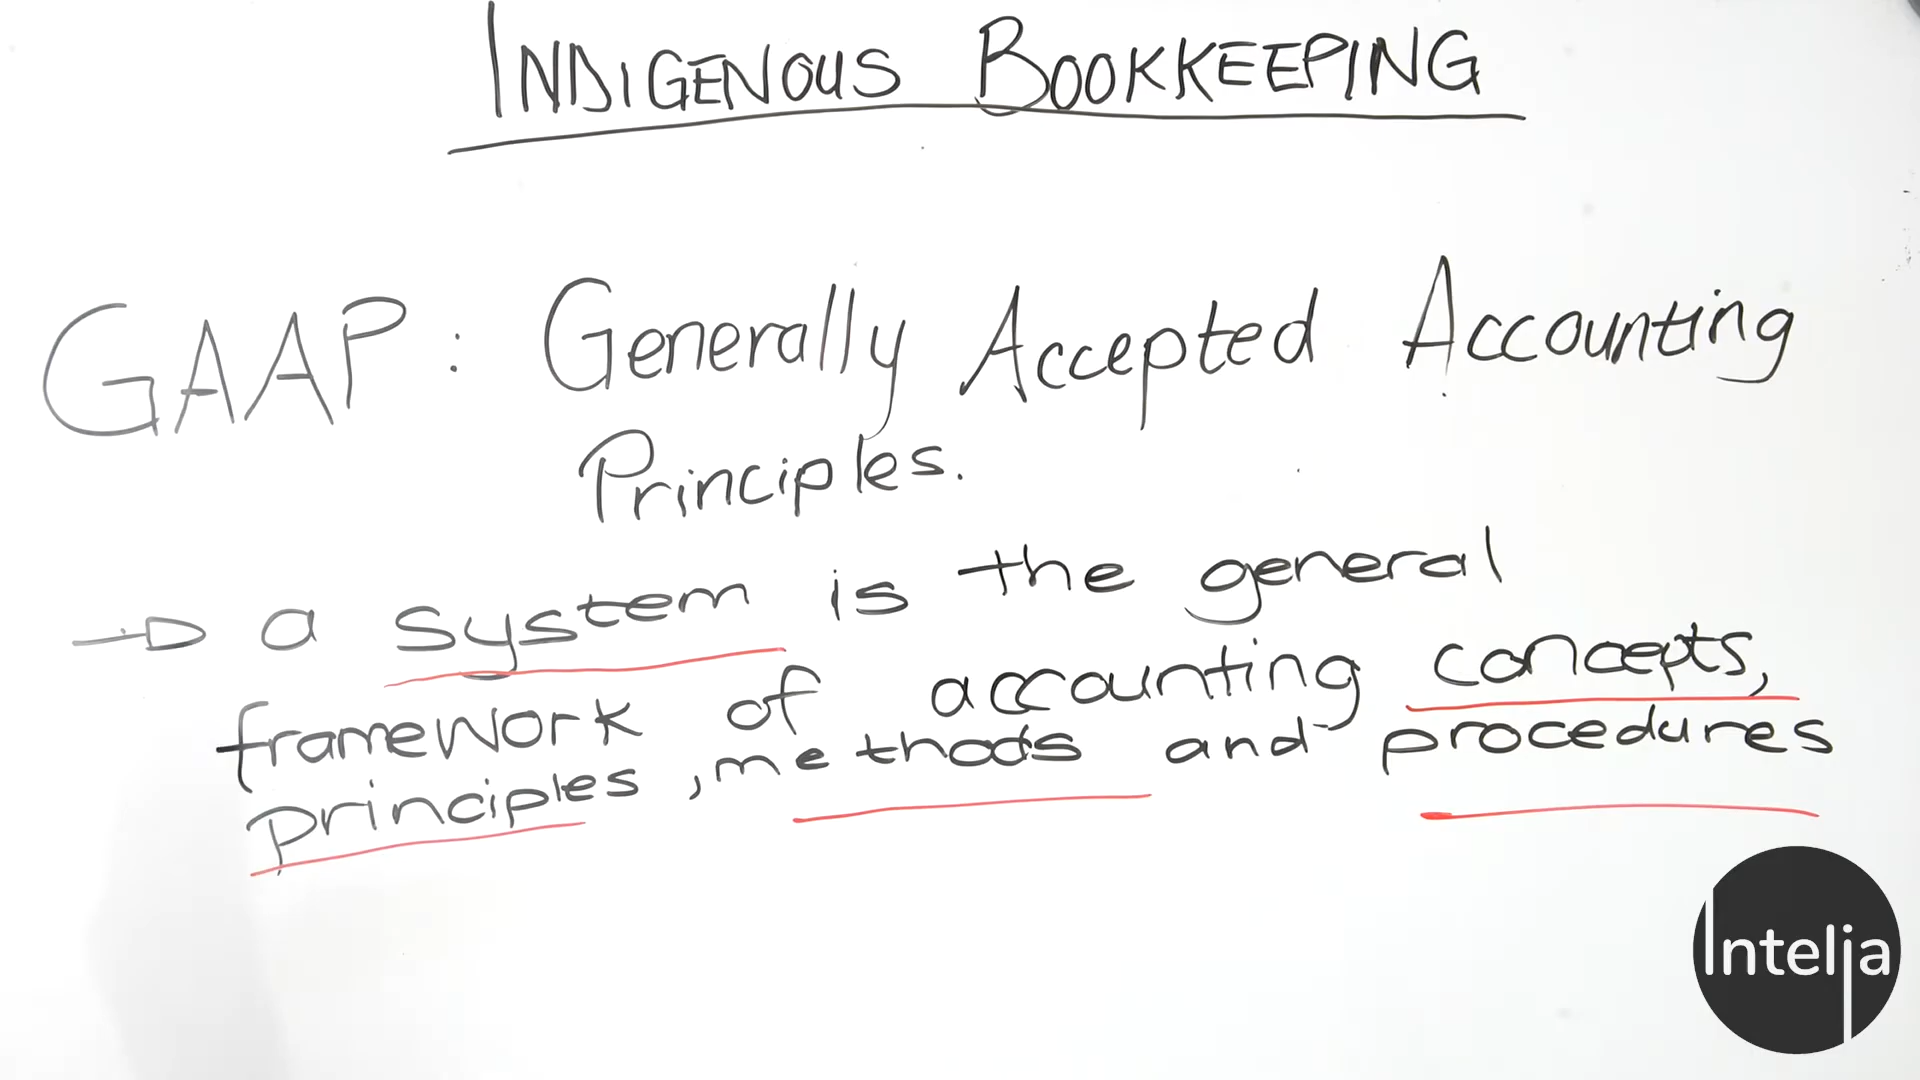 INDIGENOUS BOOKKEEPING
GAAP : Generally Accepted Accounting
Principles.
→ a system is the general
framework of accounting concepts,
principles, methods and procedures
Intelja